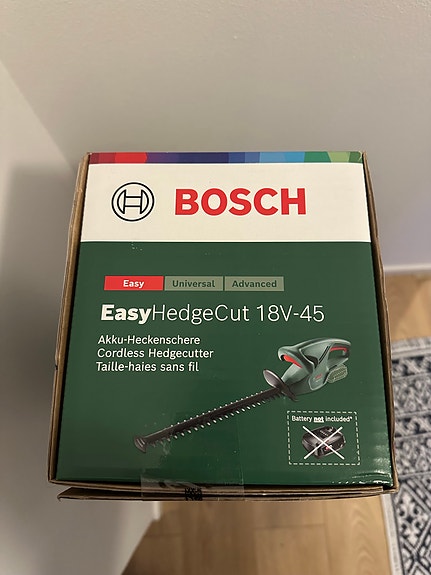 BOSCH
Easy Universal Advanced
EasyHedgeCut 18V-45
Akku-Heckenschere
Cordless Hedgecutter
Taille-haies sans fil
Battery not included*